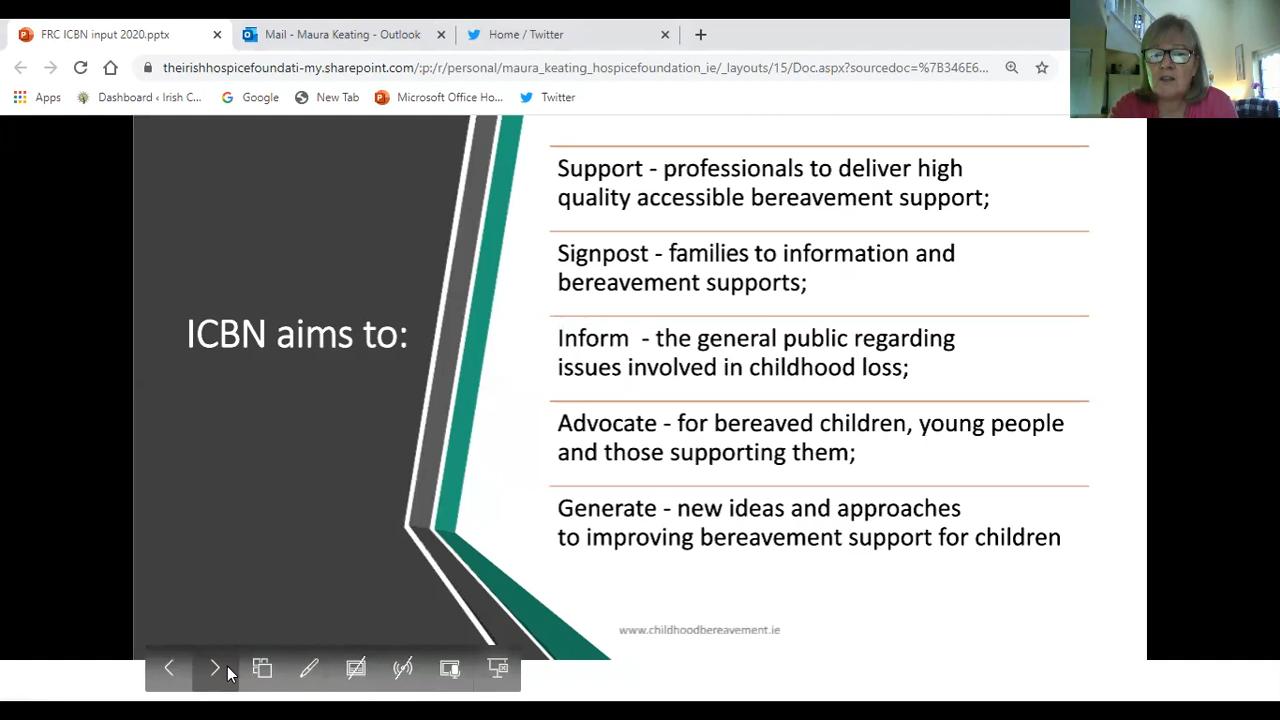 FRC ICBN input 2020.pptx
Mail - Maura Keating - Outlook
Home / Twitter
theirishhospicefoundati-my.sharepoint.com/:p:/r/personal/maura_keating_hospicefoundation_ie/_layouts/15/Doc.aspx?sourcedoc=%7B346E6...
Apps
Dashboard ‹ Irish C...
Google
New Tab
Microsoft Office Ho...
Twitter
ICBN aims to:
Support - professionals to deliver high
quality accessible bereavement support;
Signpost - families to information and
bereavement supports;
Inform - the general public regarding
issues involved in childhood loss;
Advocate - for bereaved children, young people
and those supporting them;
Generate - new ideas and approaches
to improving bereavement support for children
www.childhoodbereavement.ie